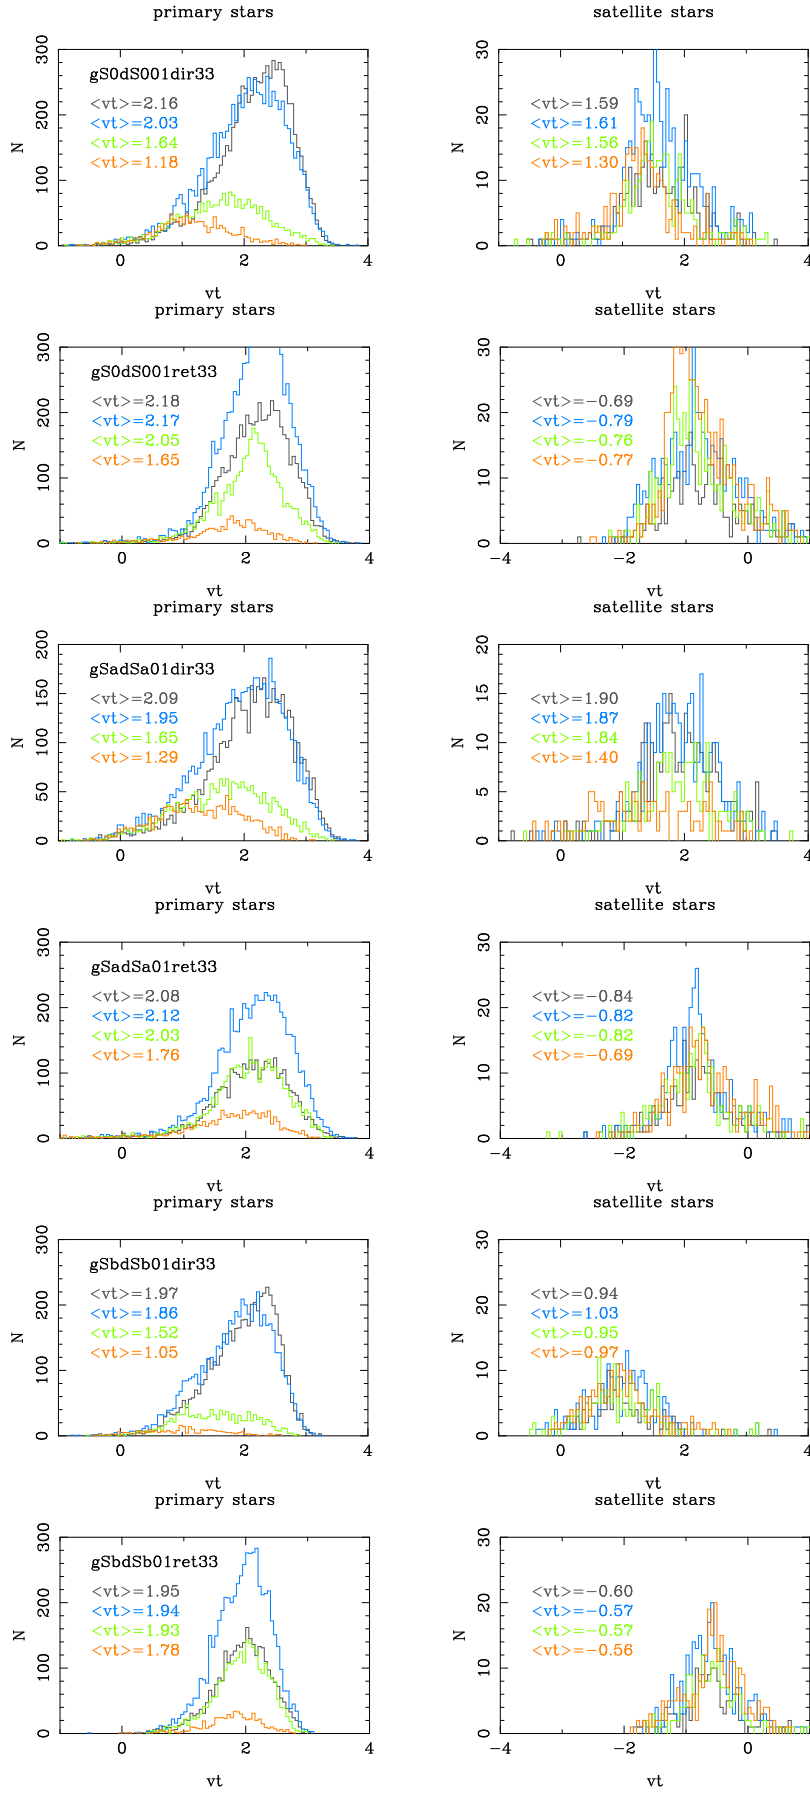 primary stars
satellite stars
gS0dS001dir33
<vt>=2.16
<vt>=2.03
<vt>=1.64
<vt>=1.18
N
0 100 200 300
0 2 4
vt
<vt>=1.59
<vt>=1.61
<vt>=1.56
<vt>=1.30
N
0 10 20 30
0 2 4
vt
primary stars
satellite stars
gS0dS001ret33
<vt>=2.18
<vt>=2.17
<vt>=2.05
<vt>=1.65
N
0 100 200 300
0 2 4
vt
<vt>=−0.69
<vt>=−0.79
<vt>=−0.76
<vt>=−0.77
N
0 10 20 30
−4 −2 0
vt
primary stars
satellite stars
gSadSa01dir33
<vt>=2.09
<vt>=1.95
<vt>=1.65
<vt>=1.29
N
0 50 100 150 200
0 2 4
vt
<vt>=1.90
<vt>=1.87
<vt>=1.84
<vt>=1.40
N
0 5 10 15 20
0 2 4
vt
primary stars
satellite stars
gSadSa01ret33
<vt>=2.08
<vt>=2.12
<vt>=2.03
<vt>=1.76
N
0 100 200 300
0 2 4
vt
<vt>=−0.84
<vt>=−0.82
<vt>=−0.82
<vt>=−0.69
N
0 10 20 30
−4 −2 0
vt
primary stars
satellite stars
gSbdSb01dir33
<vt>=1.97
<vt>=1.86
<vt>=1.52
<vt>=1.05
N
0 100 200 300
0 2 4
vt
<vt>=0.94
<vt>=1.03
<vt>=0.95
<vt>=0.97
N
0 10 20 30
0 2 4
vt
primary stars
satellite stars
gSbdSb01ret33
<vt>=1.95
<vt>=1.94
<vt>=1.93
<vt>=1.78
N
0 100 200 300
0 2 4
vt
<vt>=−0.60
<vt>=−0.57
<vt>=−0.57
<vt>=−0.56
N
0 10 20 30
−4 −2 0
vt